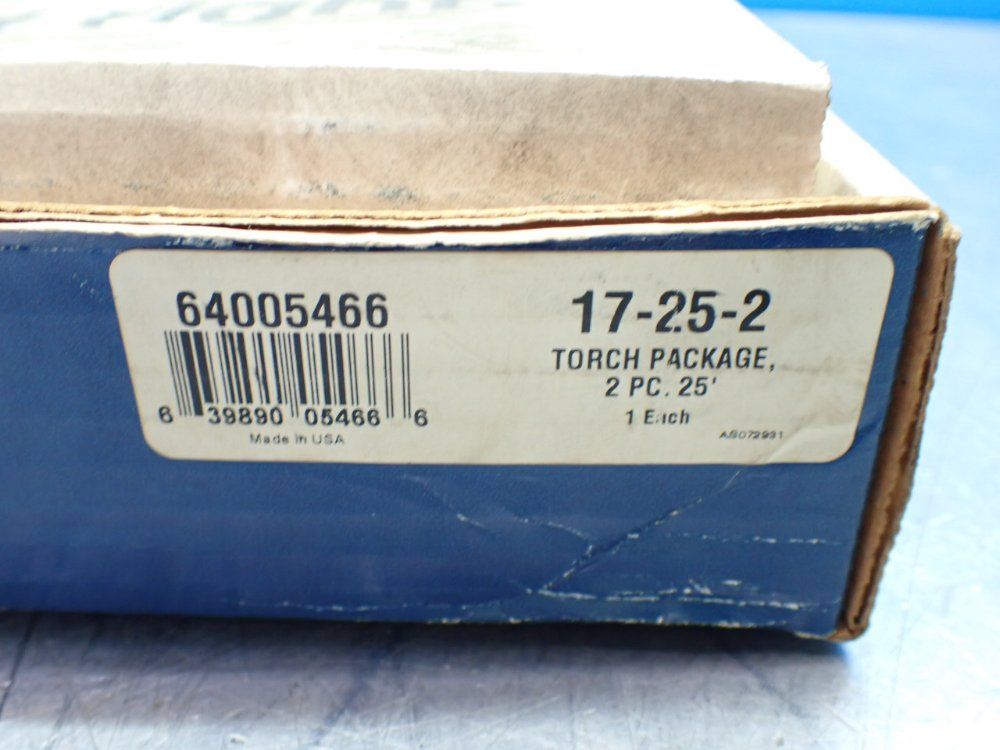 right.
64005466
6 39890 05466 6
Made in USA
17-25-2
TORCH PACKAGE,
2 PC. 25'
1 Each
AS072931